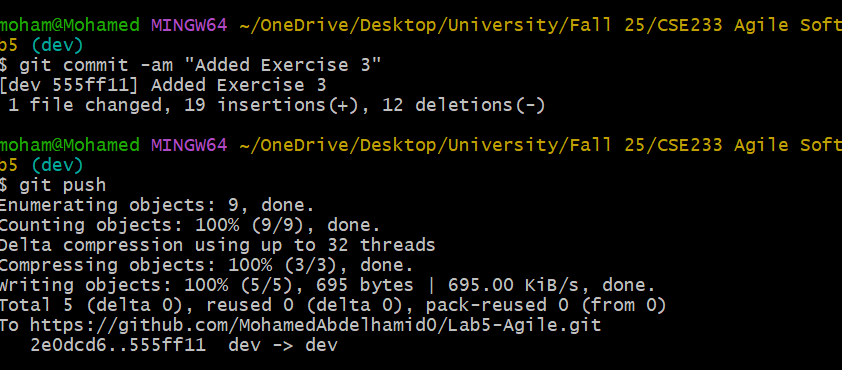 moham@Mohamed MINGW64 ~/OneDrive/Desktop/University/Fall 25/CSE233 Agile Soft
b5 (dev)
$ git commit -am "Added Exercise 3"
[dev 555ff11] Added Exercise 3
 1 file changed, 19 insertions(+), 12 deletions(-)

moham@Mohamed MINGW64 ~/OneDrive/Desktop/University/Fall 25/CSE233 Agile Soft
b5 (dev)
$ git push
Enumerating objects: 9, done.
Counting objects: 100% (9/9), done.
Delta compression using up to 32 threads
Compressing objects: 100% (3/3), done.
Writing objects: 100% (5/5), 695 bytes | 695.00 KiB/s, done.
Total 5 (delta 0), reused 0 (delta 0), pack-reused 0 (from 0)
To https://github.com/MohamedAbdelhamid0/Lab5-Agile.git
   2e0dcd6..555ff11  dev -> dev